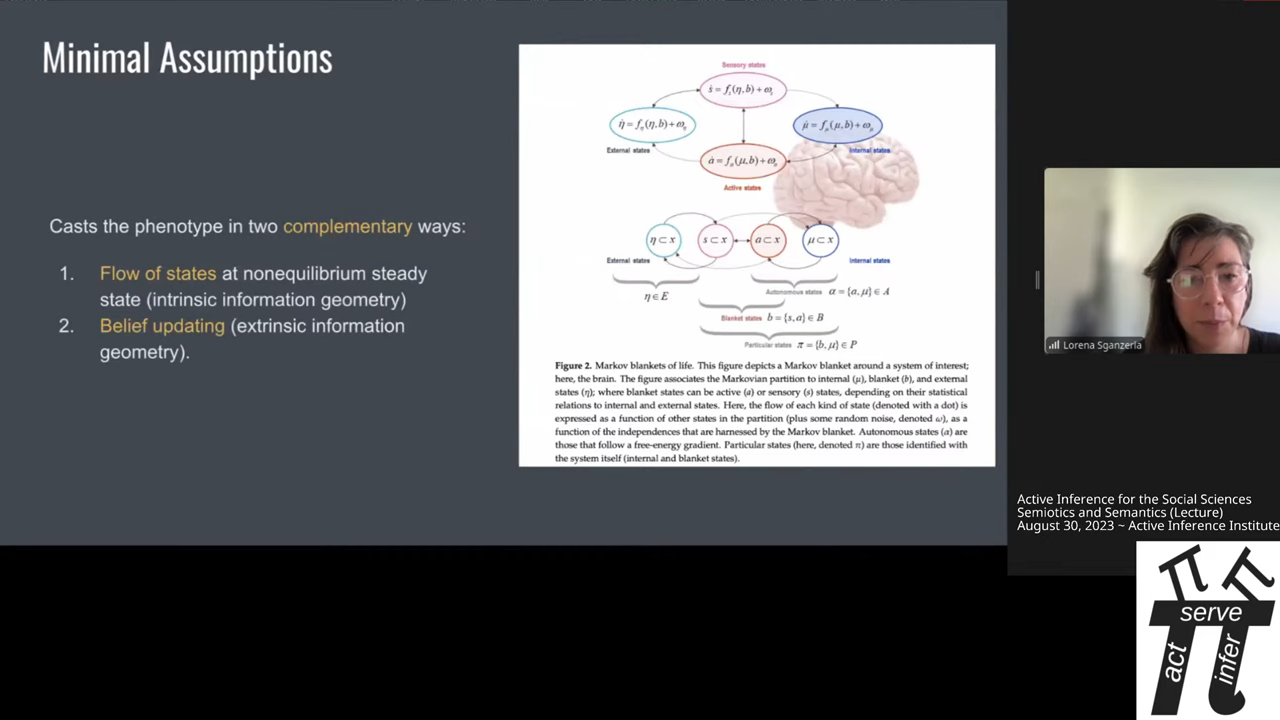 Minimal Assumptions
Casts the phenotype in two complementary ways:
1. Flow of states at nonequilibrium steady
state (intrinsic information geometry)
2. Belief updating (extrinsic information
geometry).
Sensory states
ṡ = fₛ(η,b)+ωₛ
η̇ = f_η(η,b)+ω_η
μ̇ = f_μ(μ,b)+ω_μ
External states
Internal states
ȧ = fₐ(μ,b)+ωₐ
Active states
η⊂x
s⊂x
a⊂x
μ⊂x
External states
Internal states
η∈E
Autonomous states α={a,μ}∈A
Blanket states b={s,a}∈B
Particular states π={b,μ}∈P
Figure 2. Markov blankets of life. This figure depicts a Markov blanket around a system of interest;
here, the brain. The figure associates the Markovian partition to internal (μ), blanket (b), and external
states (η); where blanket states can be active (a) or sensory (s) states, depending on their statistical
relations to internal and external states. Here, the flow of each kind of state (denoted with a dot) is
expressed as a function of other states in the partition (plus some random noise, denoted ω), as a
function of the independences that are harnessed by the Markov blanket. Autonomous states (α) are
those that follow a free-energy gradient. Particular states (here, denoted π) are those identified with
the system itself (internal and blanket states).
Lorena Sganzerla
Active Inference for the Social Sciences
Semiotics and Semantics (Lecture)
August 30, 2023 ~ Active Inference Institute
π π
serve
act
infer